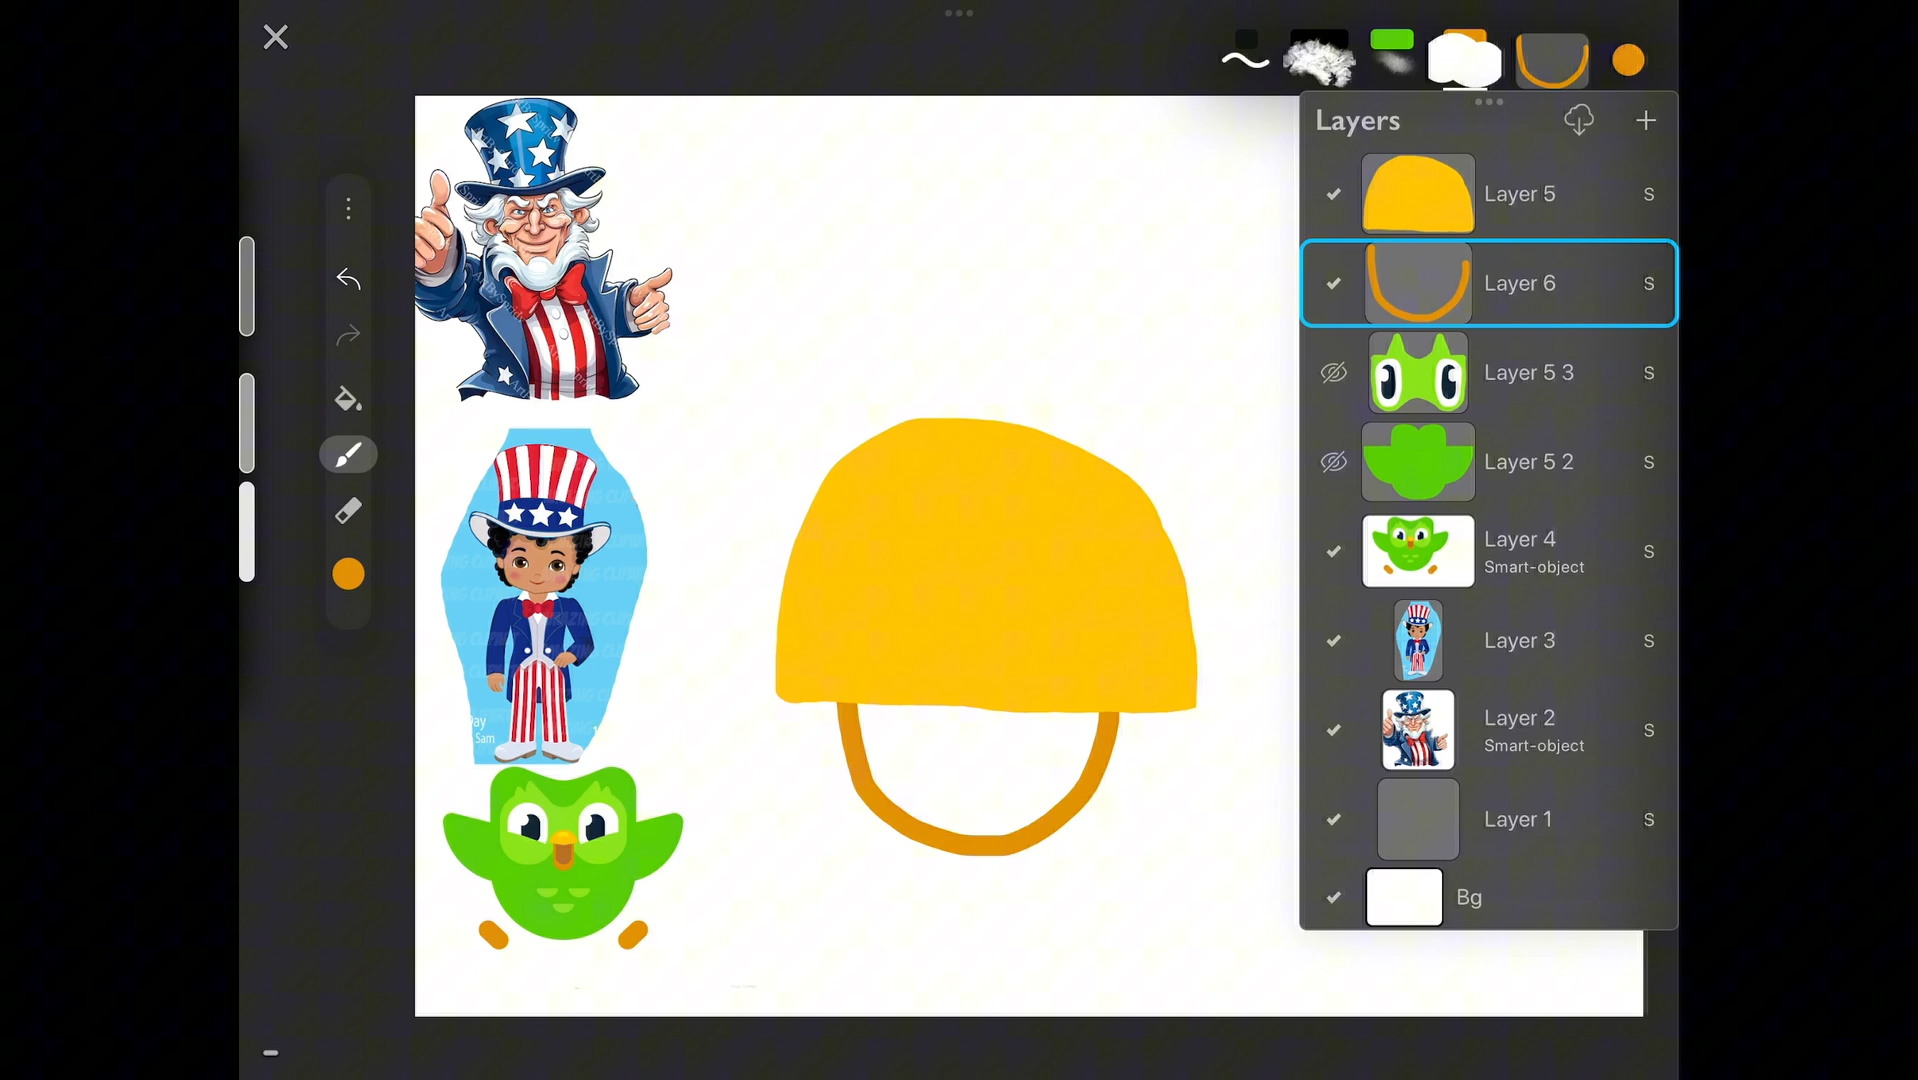 Layers
Layer 5
S
Layer 6
S
Layer 5 3
S
Layer 5 2
S
Layer 4
Smart-object
S
Layer 3
S
Layer 2
Smart-object
S
Layer 1
S
Bg
Sam